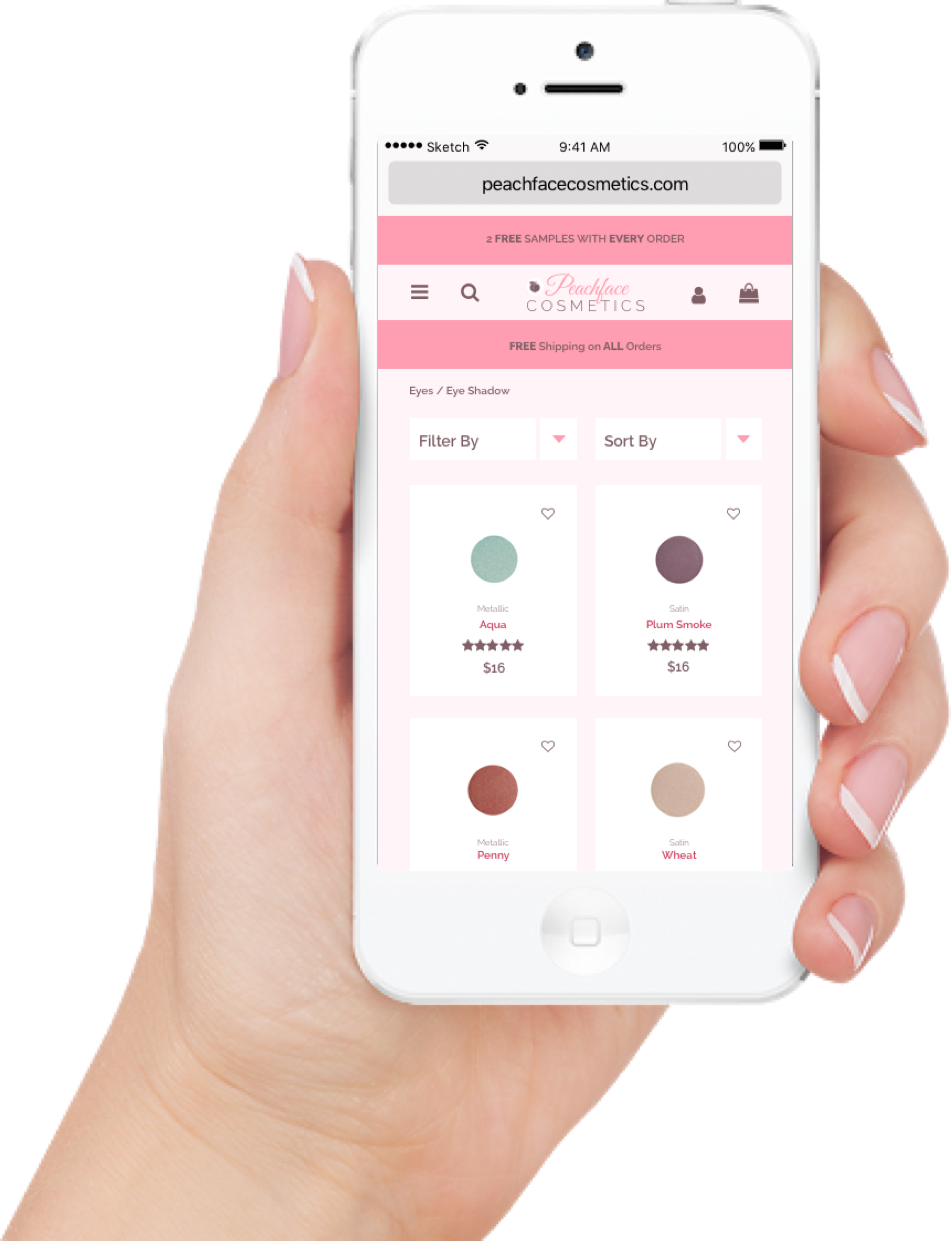 Sketch 9:41 AM 100%
peachfacecosmetics.com
2 FREE SAMPLES WITH EVERY ORDER
Peachface
COSMETICS
FREE Shipping on ALL Orders
Eyes / Eye Shadow
Filter By Sort By
Metallic Satin
Aqua Plum Smoke
$16 $16
Metallic Satin
Penny Wheat